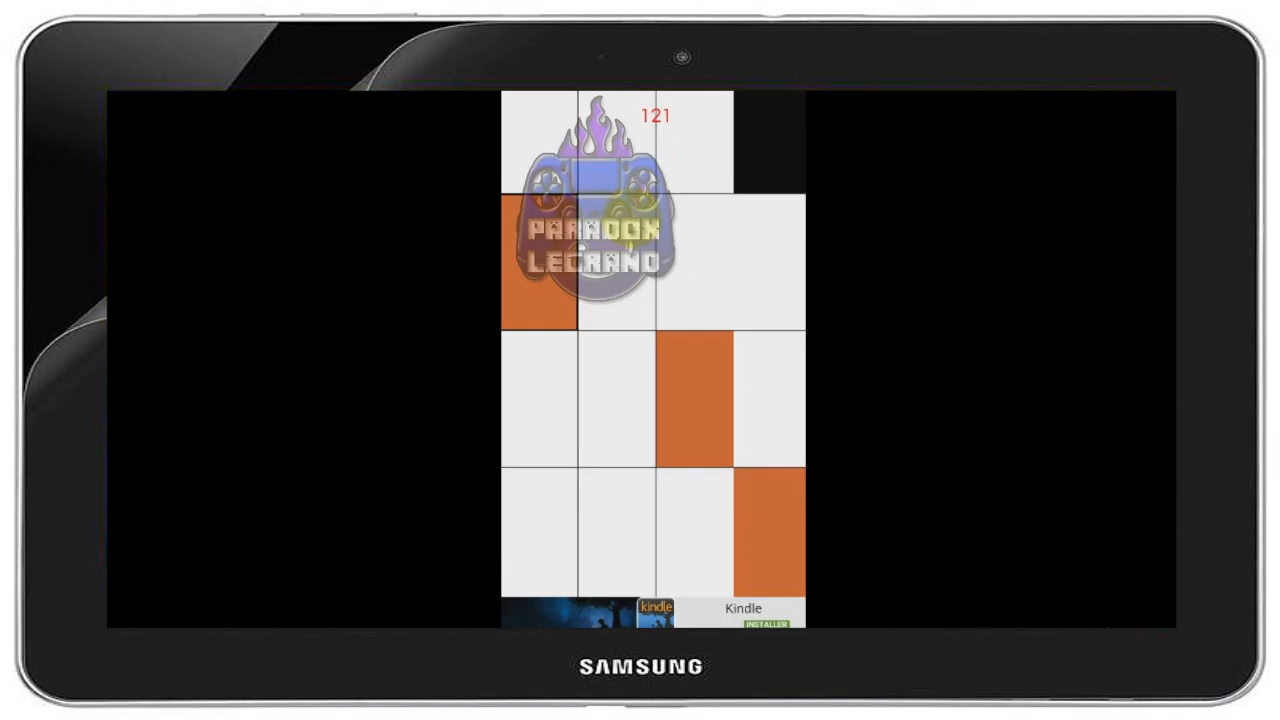 121
PARADOX
LEGRAND
kindle
Kindle
INSTALLER
SAMSUNG